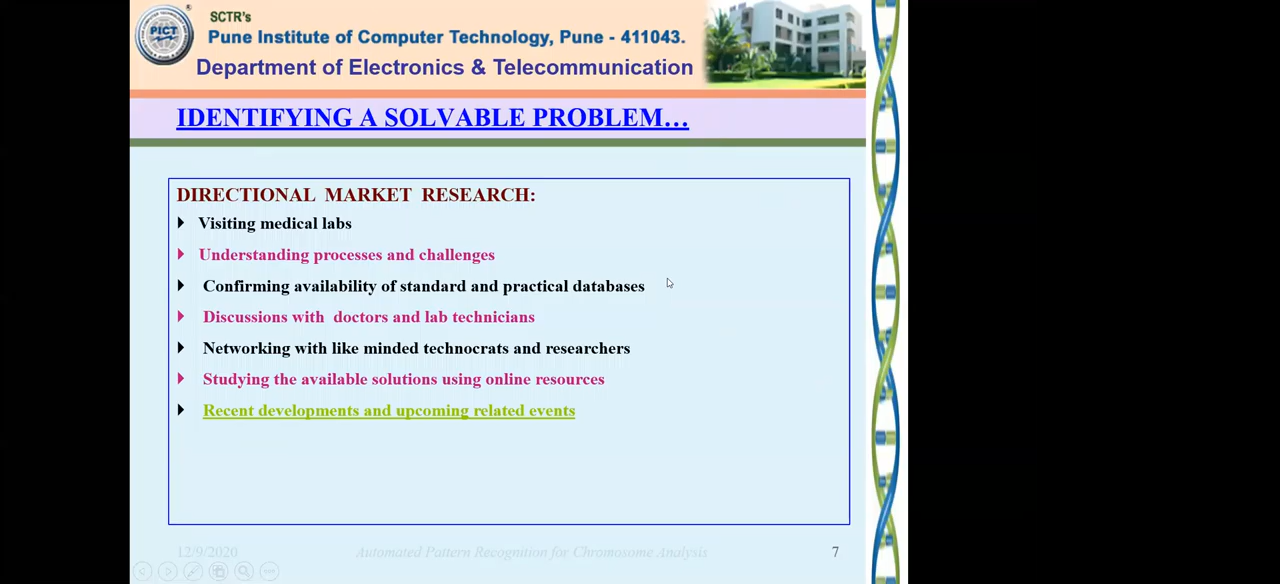 PICT
SCTR's
Pune Institute of Computer Technology, Pune - 411043.
Department of Electronics & Telecommunication
IDENTIFYING A SOLVABLE PROBLEM...
DIRECTIONAL MARKET RESEARCH:
Visiting medical labs
Understanding processes and challenges
Confirming availability of standard and practical databases
Discussions with doctors and lab technicians
Networking with like minded technocrats and researchers
Studying the available solutions using online resources
Recent developments and upcoming related events
12/9/2020
Automated Pattern Recognition for Chromosome Analysis
7